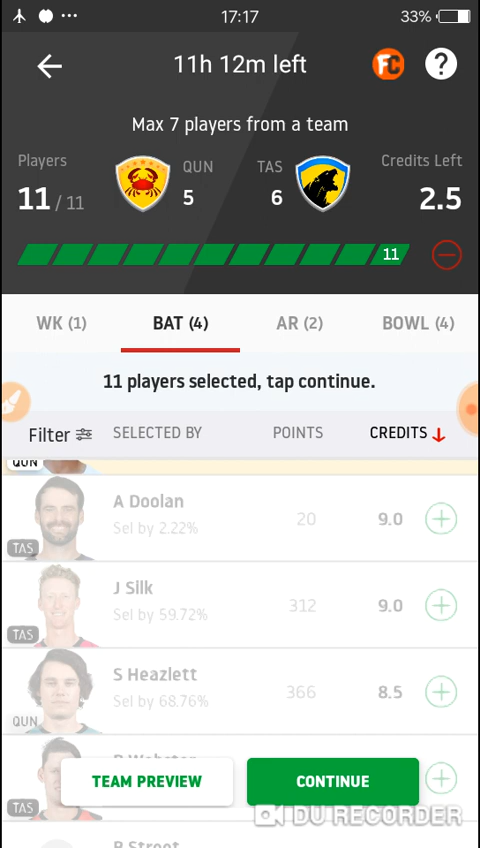 17:17 33%
11h 12m left FC ?
Max 7 players from a team
Players QUN TAS Credits Left
11 / 11 5 6 2.5
11
WK (1) BAT (4) AR (2) BOWL (4)
11 players selected, tap continue.
Filter SELECTED BY POINTS CREDITS
QUN
A Doolan
Sel by 2.22% 20 9.0
TAS
J Silk
Sel by 59.72% 312 9.0
TAS
S Heazlett
Sel by 68.76% 366 8.5
QUN
TEAM PREVIEW CONTINUE
TAS
DU RECORDER
B Street